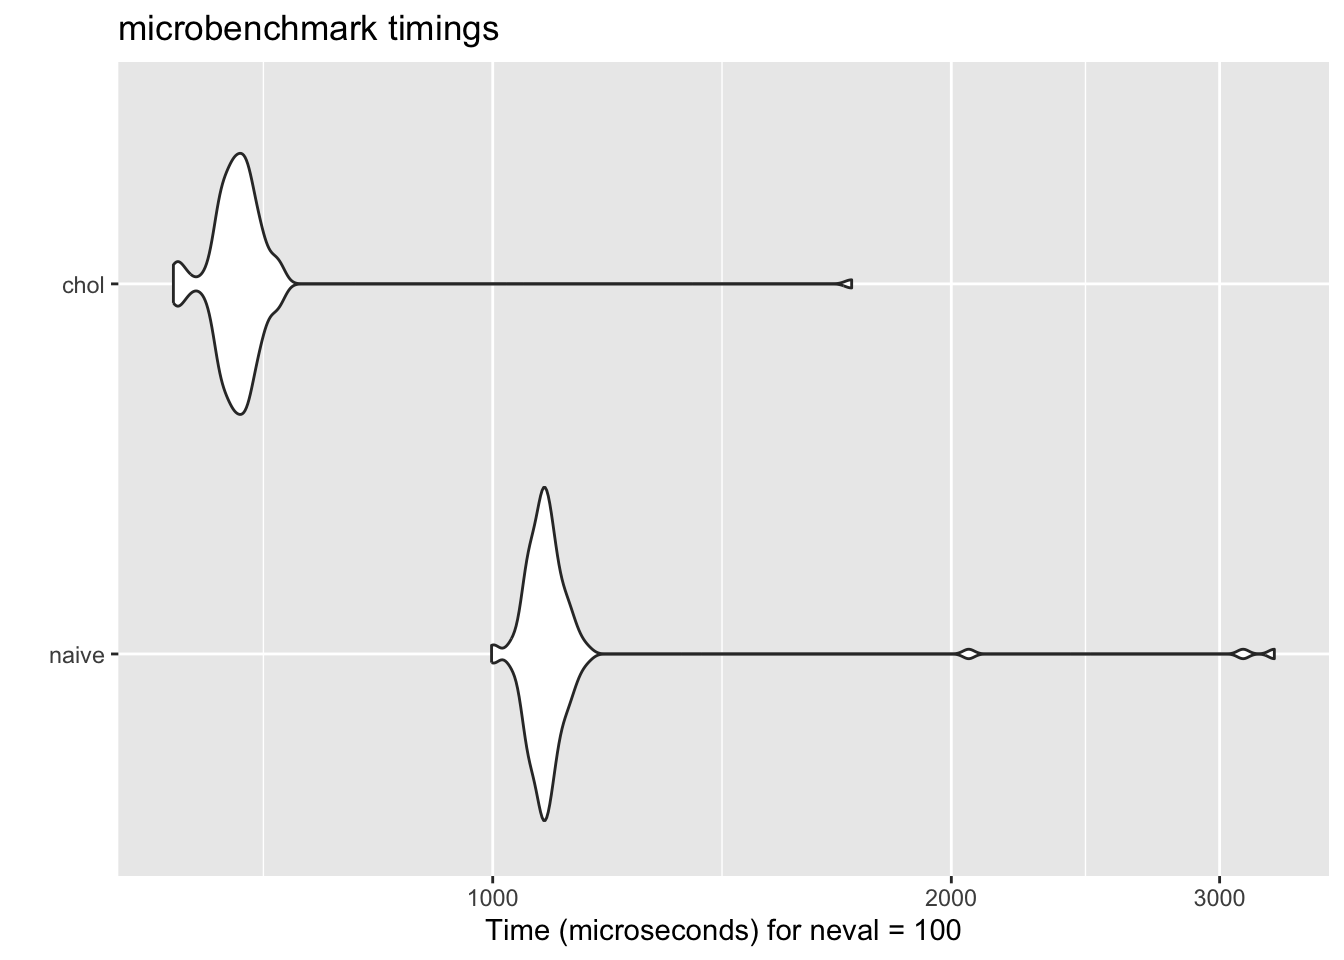 microbenchmark timings
chol
naive
1000 2000 3000
Time (microseconds) for neval = 100